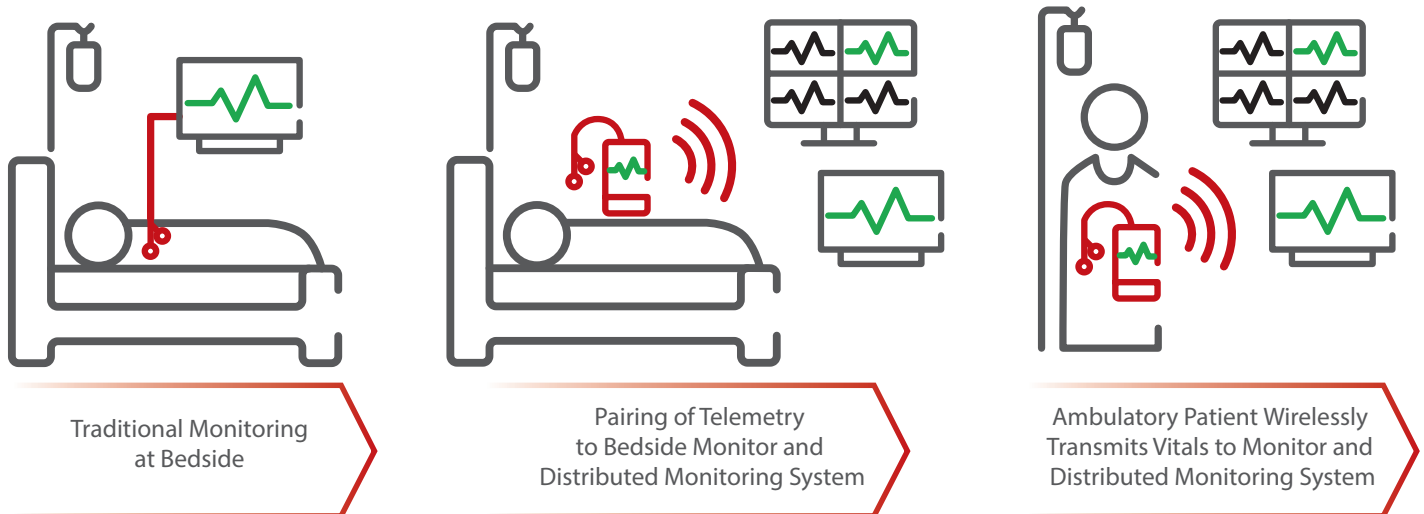 Traditional Monitoring
at Bedside
Pairing of Telemetry
to Bedside Monitor and
Distributed Monitoring System
Ambulatory Patient Wirelessly
Transmits Vitals to Monitor and
Distributed Monitoring System